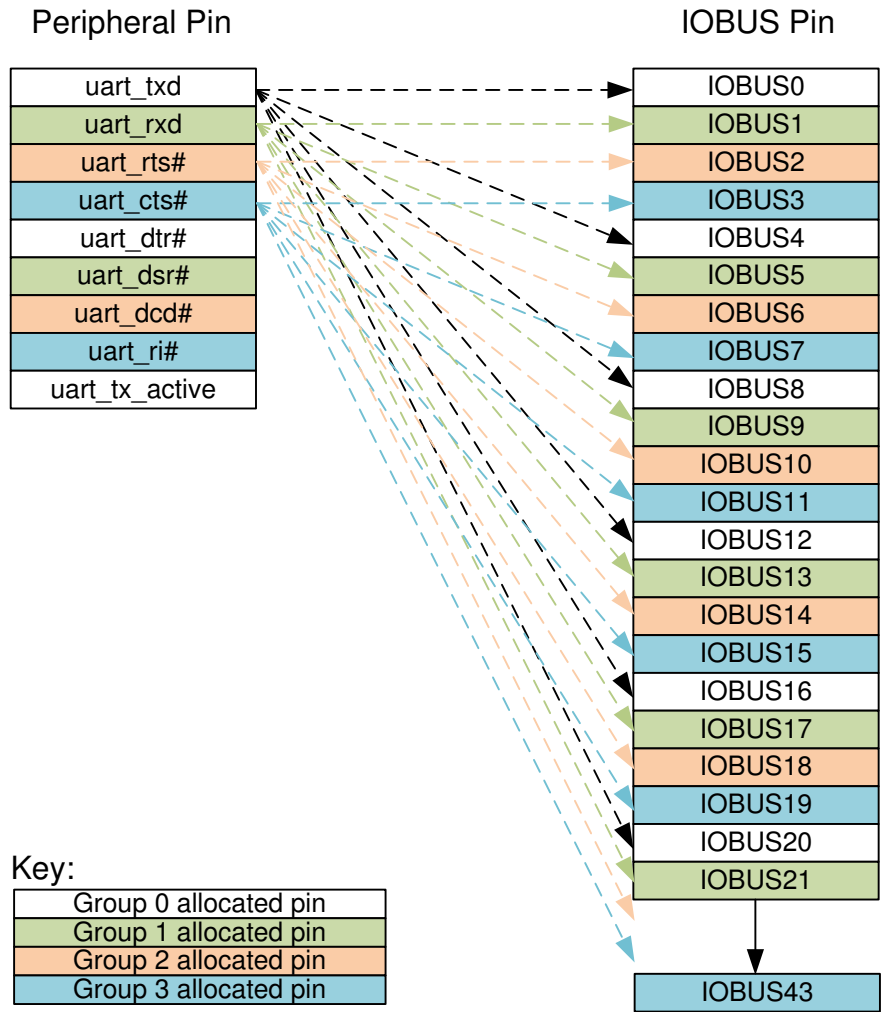 Peripheral Pin
uart_txd
uart_rxd
uart_rts#
uart_cts#
uart_dtr#
uart_dsr#
uart_dcd#
uart_ri#
uart_tx_active
IOBUS Pin
IOBUS0
IOBUS1
IOBUS2
IOBUS3
IOBUS4
IOBUS5
IOBUS6
IOBUS7
IOBUS8
IOBUS9
IOBUS10
IOBUS11
IOBUS12
IOBUS13
IOBUS14
IOBUS15
IOBUS16
IOBUS17
IOBUS18
IOBUS19
IOBUS20
IOBUS21
IOBUS43
Key:
Group 0 allocated pin
Group 1 allocated pin
Group 2 allocated pin
Group 3 allocated pin